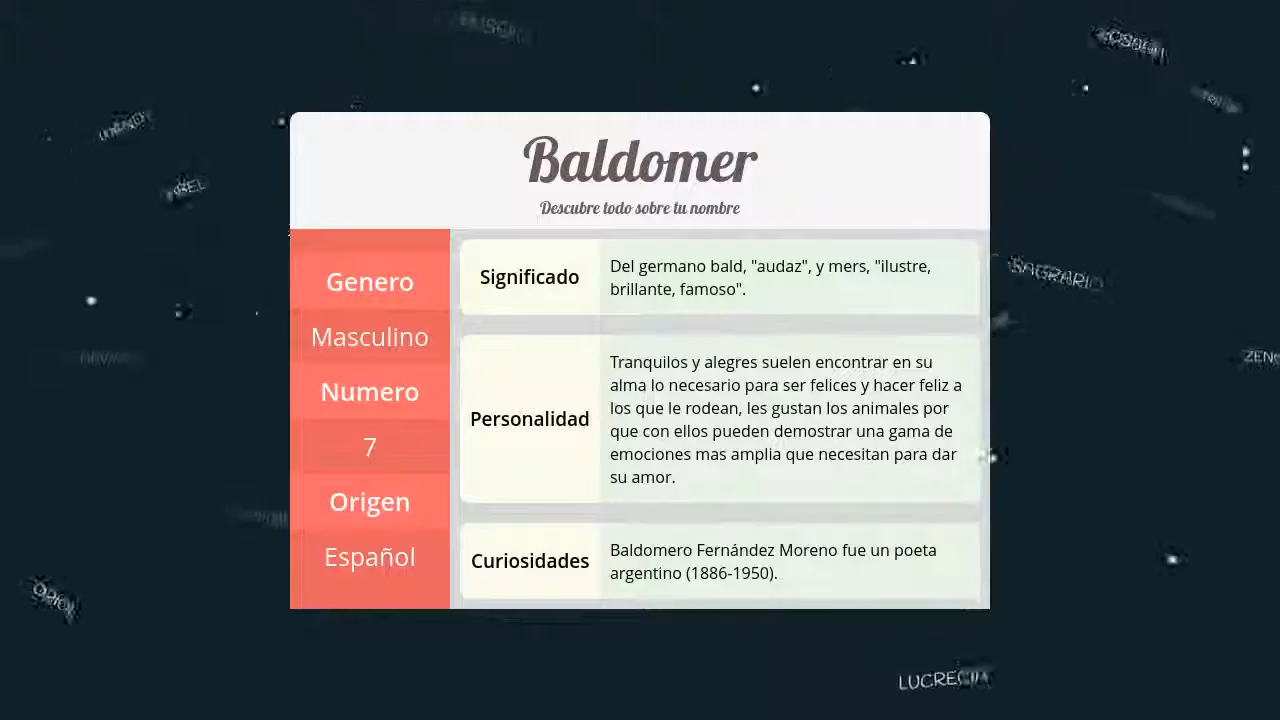 Baldomer
Descubre todo sobre tu nombre
Genero
Masculino
Numero
7
Origen
Español
Significado
Del germano bald, "audaz", y mers, "ilustre,
brillante, famoso".
Personalidad
Tranquilos y alegres suelen encontrar en su
alma lo necesario para ser felices y hacer feliz a
los que le rodean, les gustan los animales por
que con ellos pueden demostrar una gama de
emociones mas amplia que necesitan para dar
su amor.
Curiosidades
Baldomero Fernández Moreno fue un poeta
argentino (1886-1950).
SAGRARIO
LUCRECIA